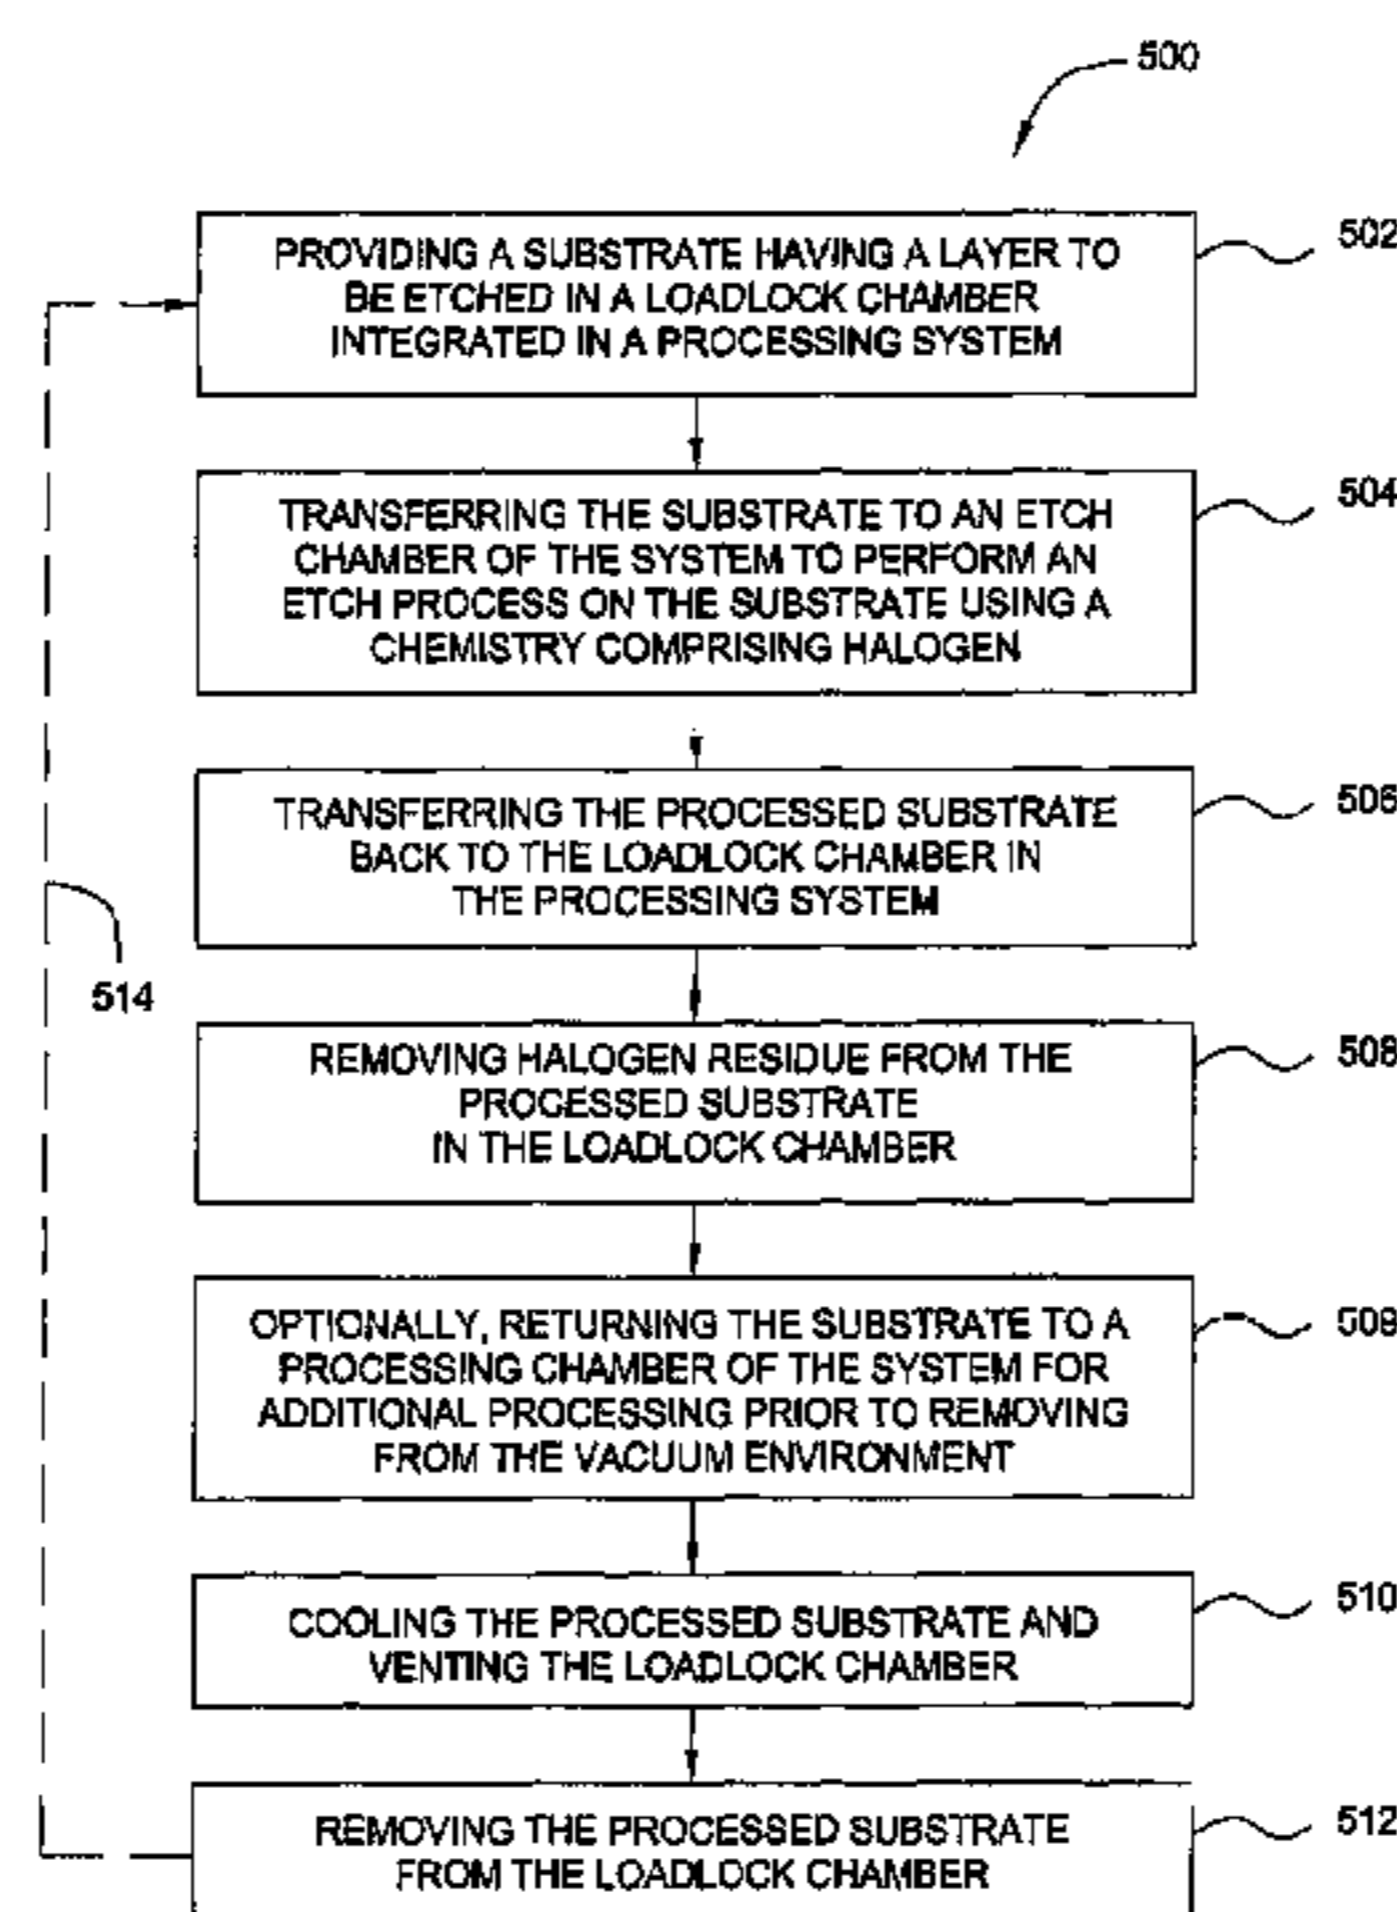 500
PROVIDING A SUBSTRATE HAVING A LAYER TO
BE ETCHED IN A LOADLOCK CHAMBER
INTEGRATED IN A PROCESSING SYSTEM
502
TRANSFERRING THE SUBSTRATE TO AN ETCH
CHAMBER OF THE SYSTEM TO PERFORM AN
ETCH PROCESS ON THE SUBSTRATE USING A
CHEMISTRY COMPRISING HALOGEN
504
TRANSFERRING THE PROCESSED SUBSTRATE
BACK TO THE LOADLOCK CHAMBER IN
THE PROCESSING SYSTEM
506
514
REMOVING HALOGEN RESIDUE FROM THE
PROCESSED SUBSTRATE
IN THE LOADLOCK CHAMBER
508
OPTIONALLY, RETURNING THE SUBSTRATE TO A
PROCESSING CHAMBER OF THE SYSTEM FOR
ADDITIONAL PROCESSING PRIOR TO REMOVING
FROM THE VACUUM ENVIRONMENT
509
COOLING THE PROCESSED SUBSTRATE AND
VENTING THE LOADLOCK CHAMBER
510
REMOVING THE PROCESSED SUBSTRATE
FROM THE LOADLOCK CHAMBER
512